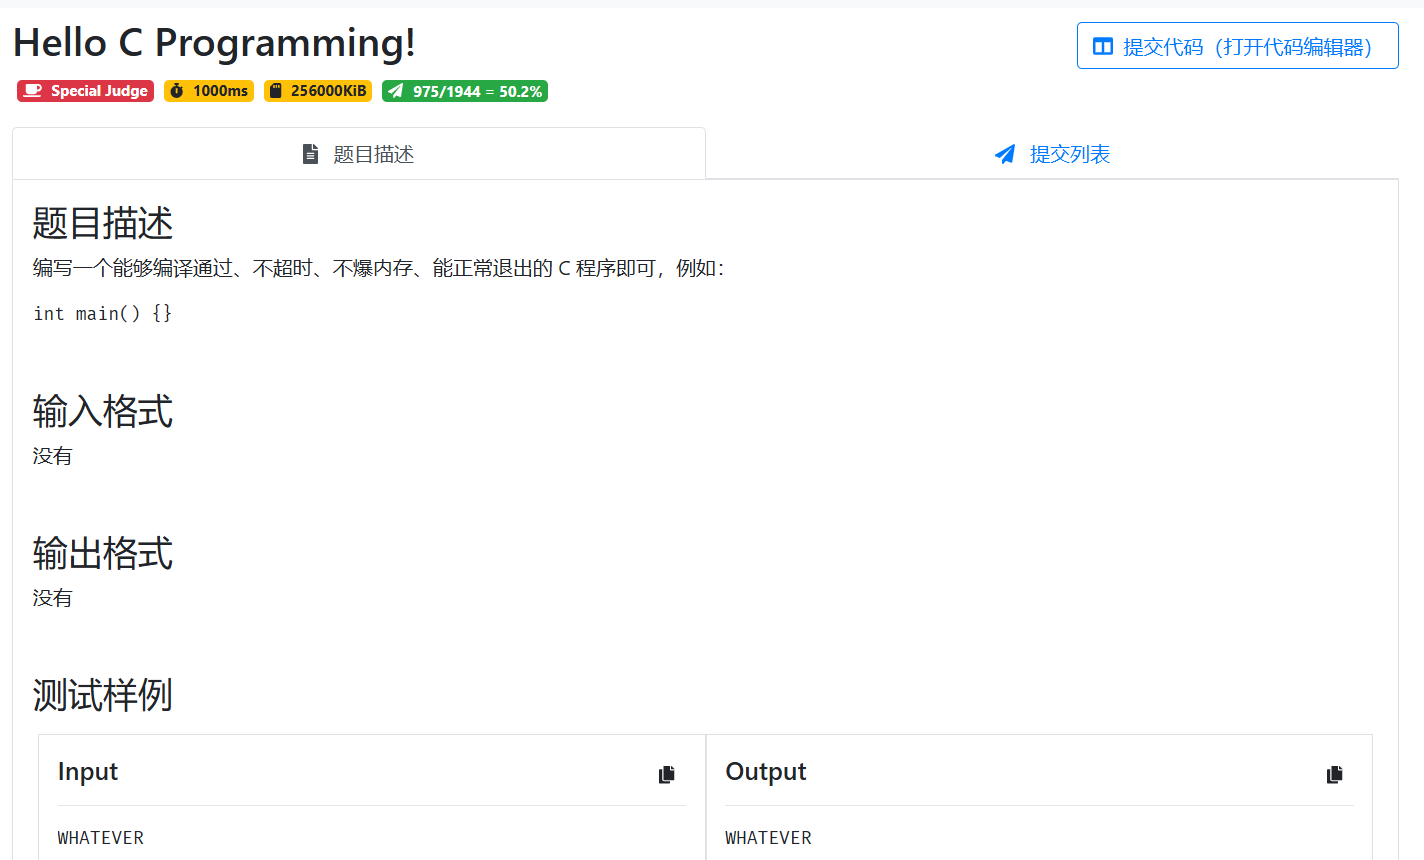 Hello C Programming!
提交代码（打开代码编辑器）
Special Judge 1000ms 256000KiB 975/1944 = 50.2%
题目描述 提交列表
题目描述
编写一个能够编译通过、不超时、不爆内存、能正常退出的 C 程序即可，例如：
int main() {}
输入格式
没有
输出格式
没有
测试样例
Input Output
WHATEVER WHATEVER